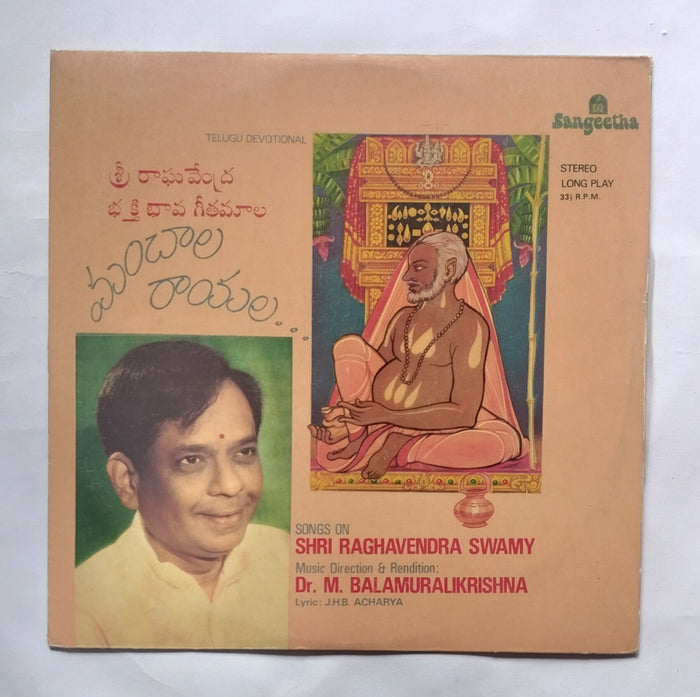 Sangeetha
TELUGU DEVOTIONAL
STEREO
LONG PLAY
33⅓ R.P.M.
శ్రీ రాఘవేంద్ర
భక్తి భావ గీతమాల
మంచాల
రాయల...
SONGS ON
SHRI RAGHAVENDRA SWAMY
Music Direction & Rendition:
Dr. M. BALAMURALIKRISHNA
Lyric: J.H.B. ACHARYA